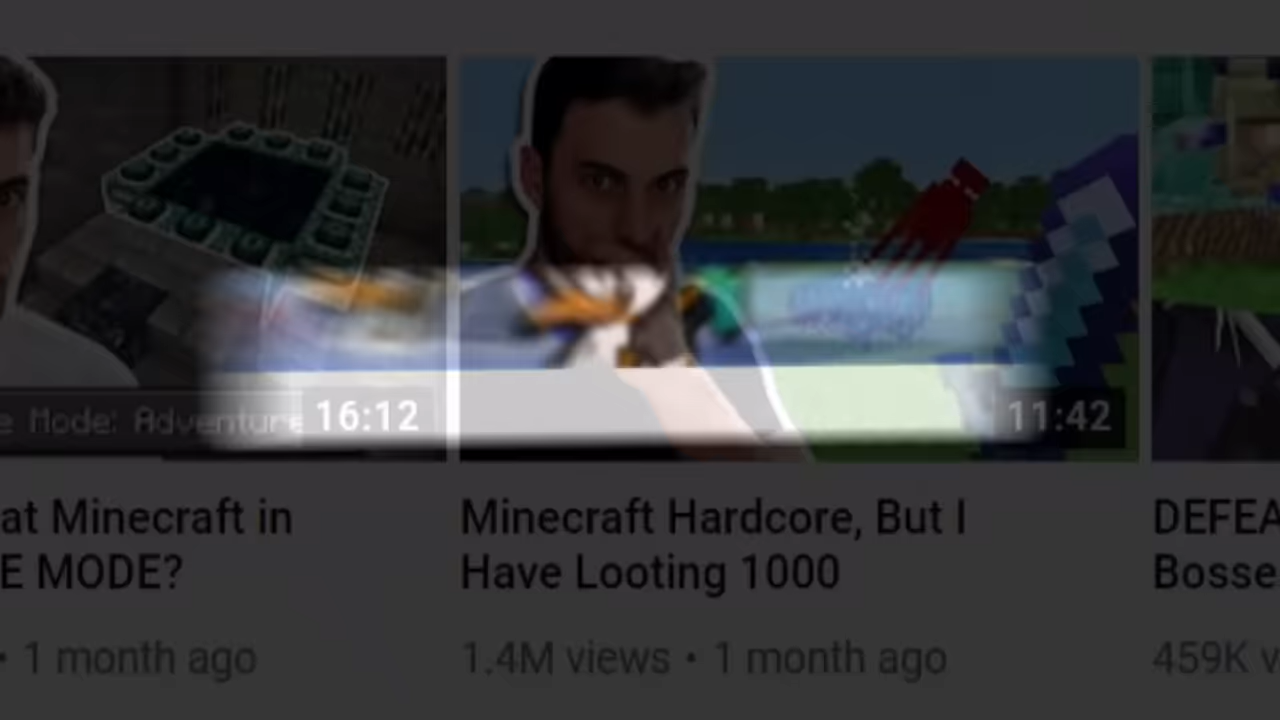 e Mode: Adventure
16:12
11:42
at Minecraft in
E MODE?
Minecraft Hardcore, But I
Have Looting 1000
DEFEA
Bosse
• 1 month ago
1.4M views • 1 month ago
459K v